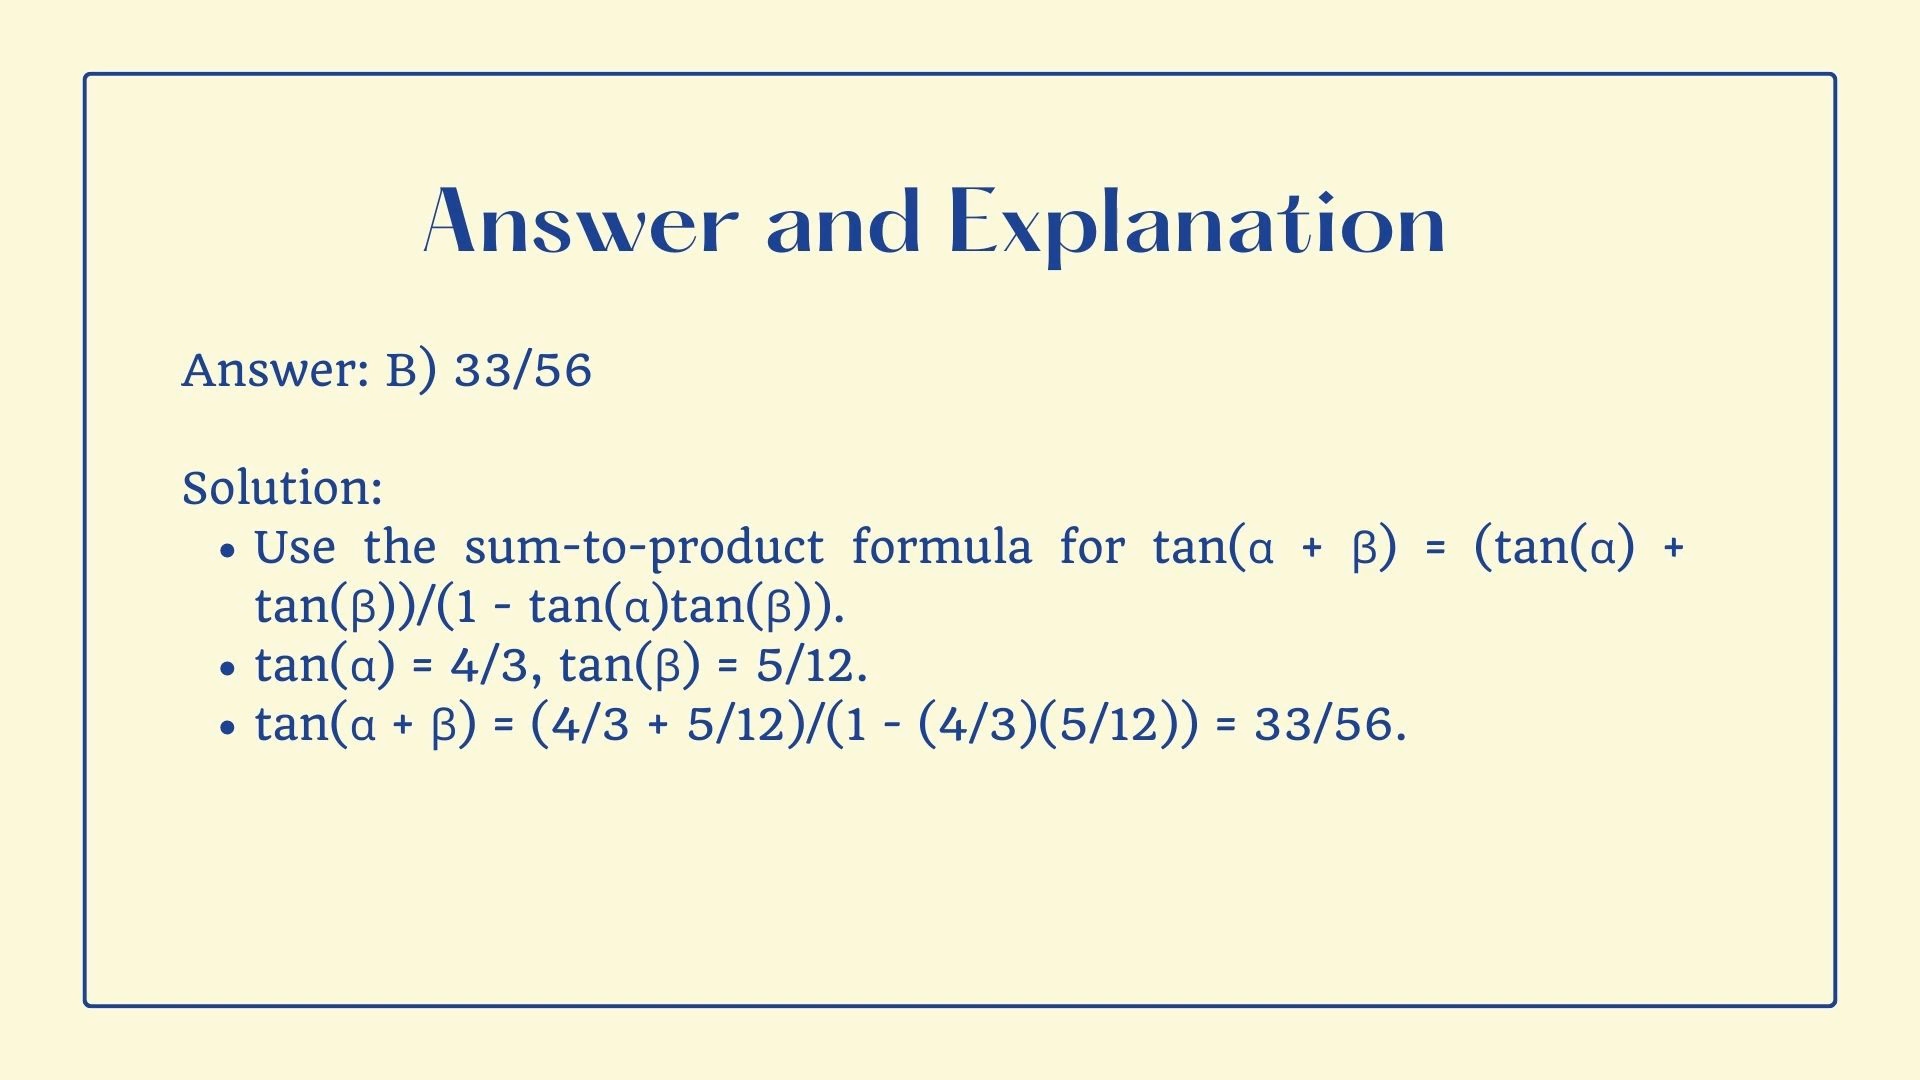 Answer and Explanation
Answer: B) 33/56
Solution:
• Use the sum-to-product formula for tan(α + β) = (tan(α) +
tan(β))/(1 - tan(α)tan(β)).
• tan(α) = 4/3, tan(β) = 5/12.
• tan(α + β) = (4/3 + 5/12)/(1 - (4/3)(5/12)) = 33/56.